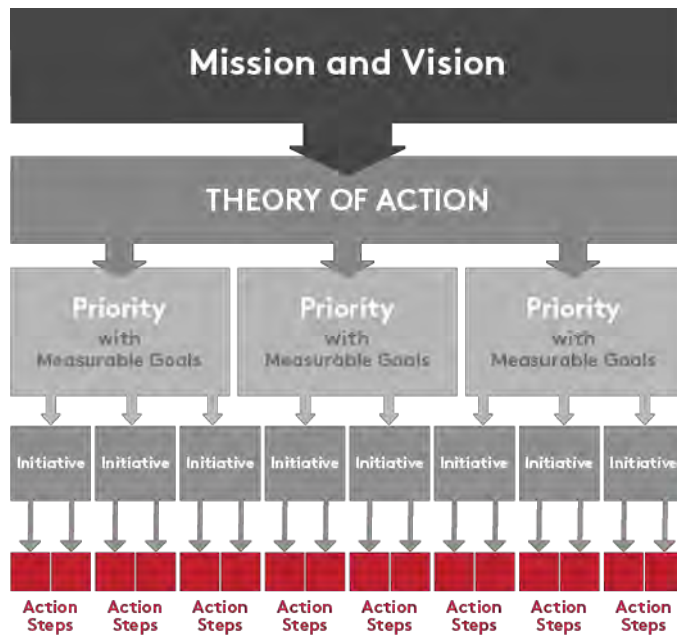 Mission and Vision
THEORY OF ACTION
Priority
with
Measurable Goals
Priority
with
Measurable Goals
Priority
with
Measurable Goals
Initiative
Initiative
Initiative
Initiative
Initiative
Initiative
Initiative
Initiative
Action
Steps
Action
Steps
Action
Steps
Action
Steps
Action
Steps
Action
Steps
Action
Steps
Action
Steps